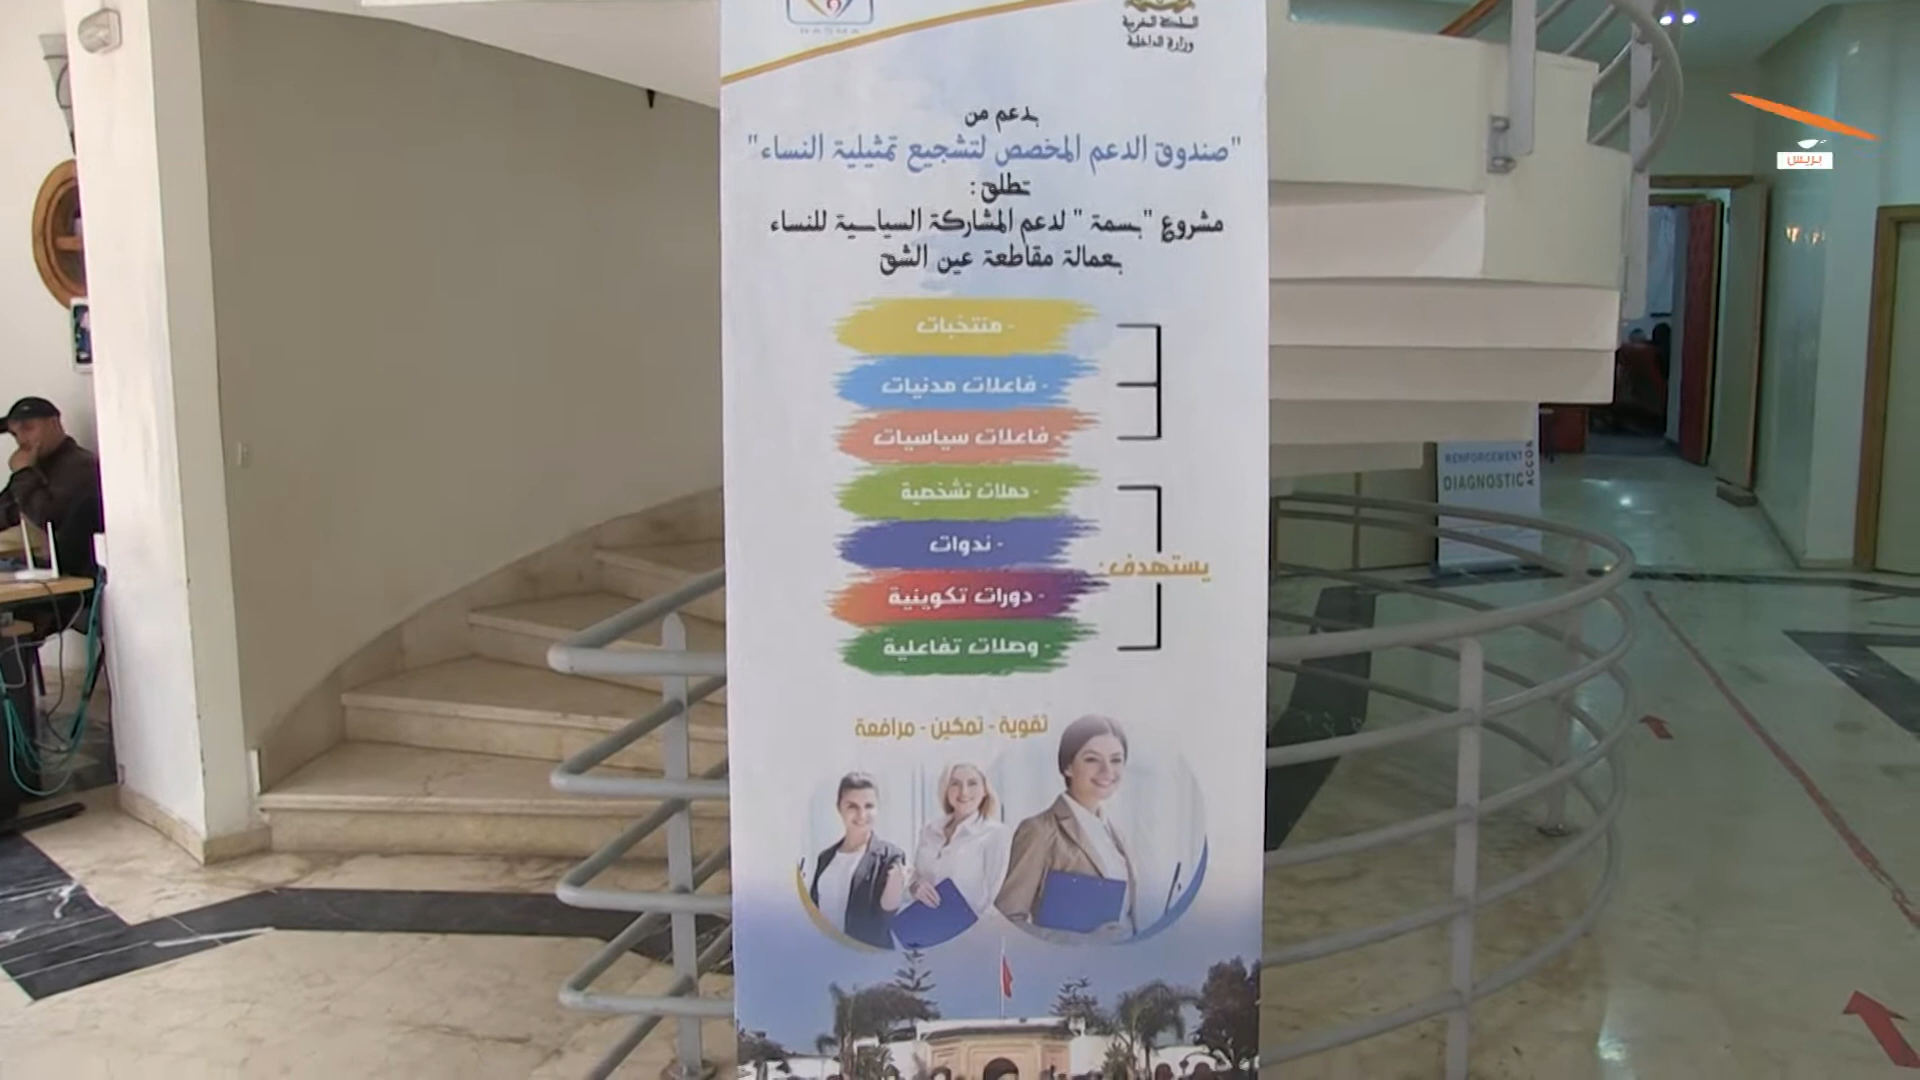 المملكة المغربية
وزارة الداخلية
بدعم من
"صندوق الدعم المخصص لتشجيع تمثيلية النساء"
تطلق :
مشروع "بسمة " لدعم المشاركة السياسية للنساء
بعمالة مقاطعة عين الشق
- منتخبات
- فاعلات مدنيات
- فاعلات سياسيات
- حملات تشخصية
- ندوات
يستهدف :
- دورات تكوينية
- وصلات تفاعلية
تقوية - تمكين - مرافعة
RENFORCEMENT
DIAGNOSTIC
بريس